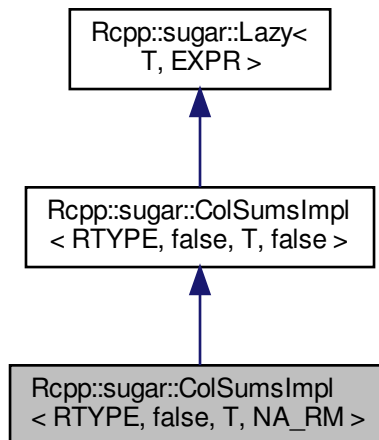 Rcpp::sugar::Lazy<
T, EXPR >
Rcpp::sugar::ColSumsImpl
< RTYPE, false, T, false >
Rcpp::sugar::ColSumsImpl
< RTYPE, false, T, NA_RM >